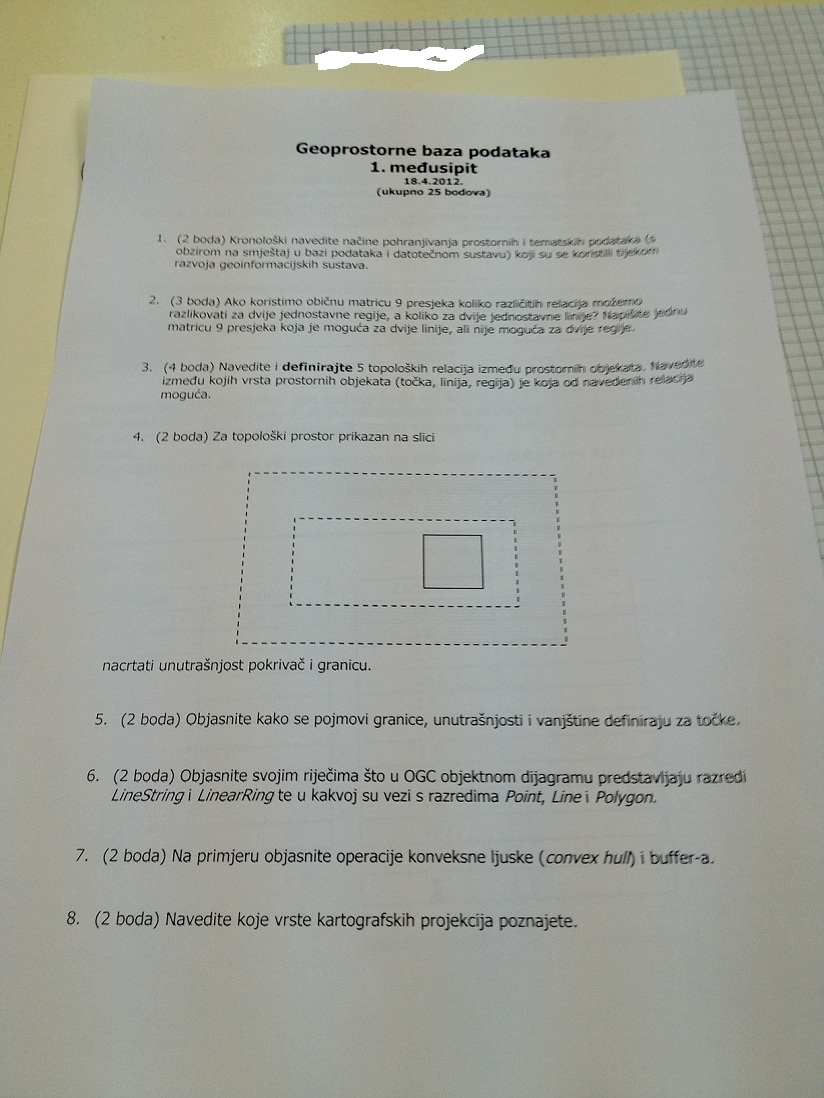 Geoprostorne baza podataka
1. međusipit
18.4.2012.
(ukupno 25 bodova)
1. (2 boda) Kronološki navedite načine pohranjivanja prostornih i tematskih podataka (s
obzirom na smještaj u bazi podataka i datotečnom sustavu) koji su se koristili tijekom
razvoja geoinformacijskih sustava.
2. (3 boda) Ako koristimo običnu matricu 9 presjeka koliko različitih relacija možemo
razlikovati za dvije jednostavne regije, a koliko za dvije jednostavne linije? Napišite jednu
matricu 9 presjeka koja je moguća za dvije linije, ali nije moguća za dvije regije.
3. (4 boda) Navedite i definirajte 5 topoloških relacija između prostornih objekata. Navedite
između kojih vrsta prostornih objekata (točka, linija, regija) je koja od navedenih relacija
moguća.
4. (2 boda) Za topološki prostor prikazan na slici
nacrtati unutrašnjost pokrivač i granicu.
5. (2 boda) Objasnite kako se pojmovi granice, unutrašnjosti i vanjštine definiraju za točke.
6. (2 boda) Objasnite svojim riječima što u OGC objektnom dijagramu predstavljaju razredi
LineString i LinearRing te u kakvoj su vezi s razredima Point, Line i Polygon.
7. (2 boda) Na primjeru objasnite operacije konveksne ljuske (convex hull) i buffer-a.
8. (2 boda) Navedite koje vrste kartografskih projekcija poznajete.